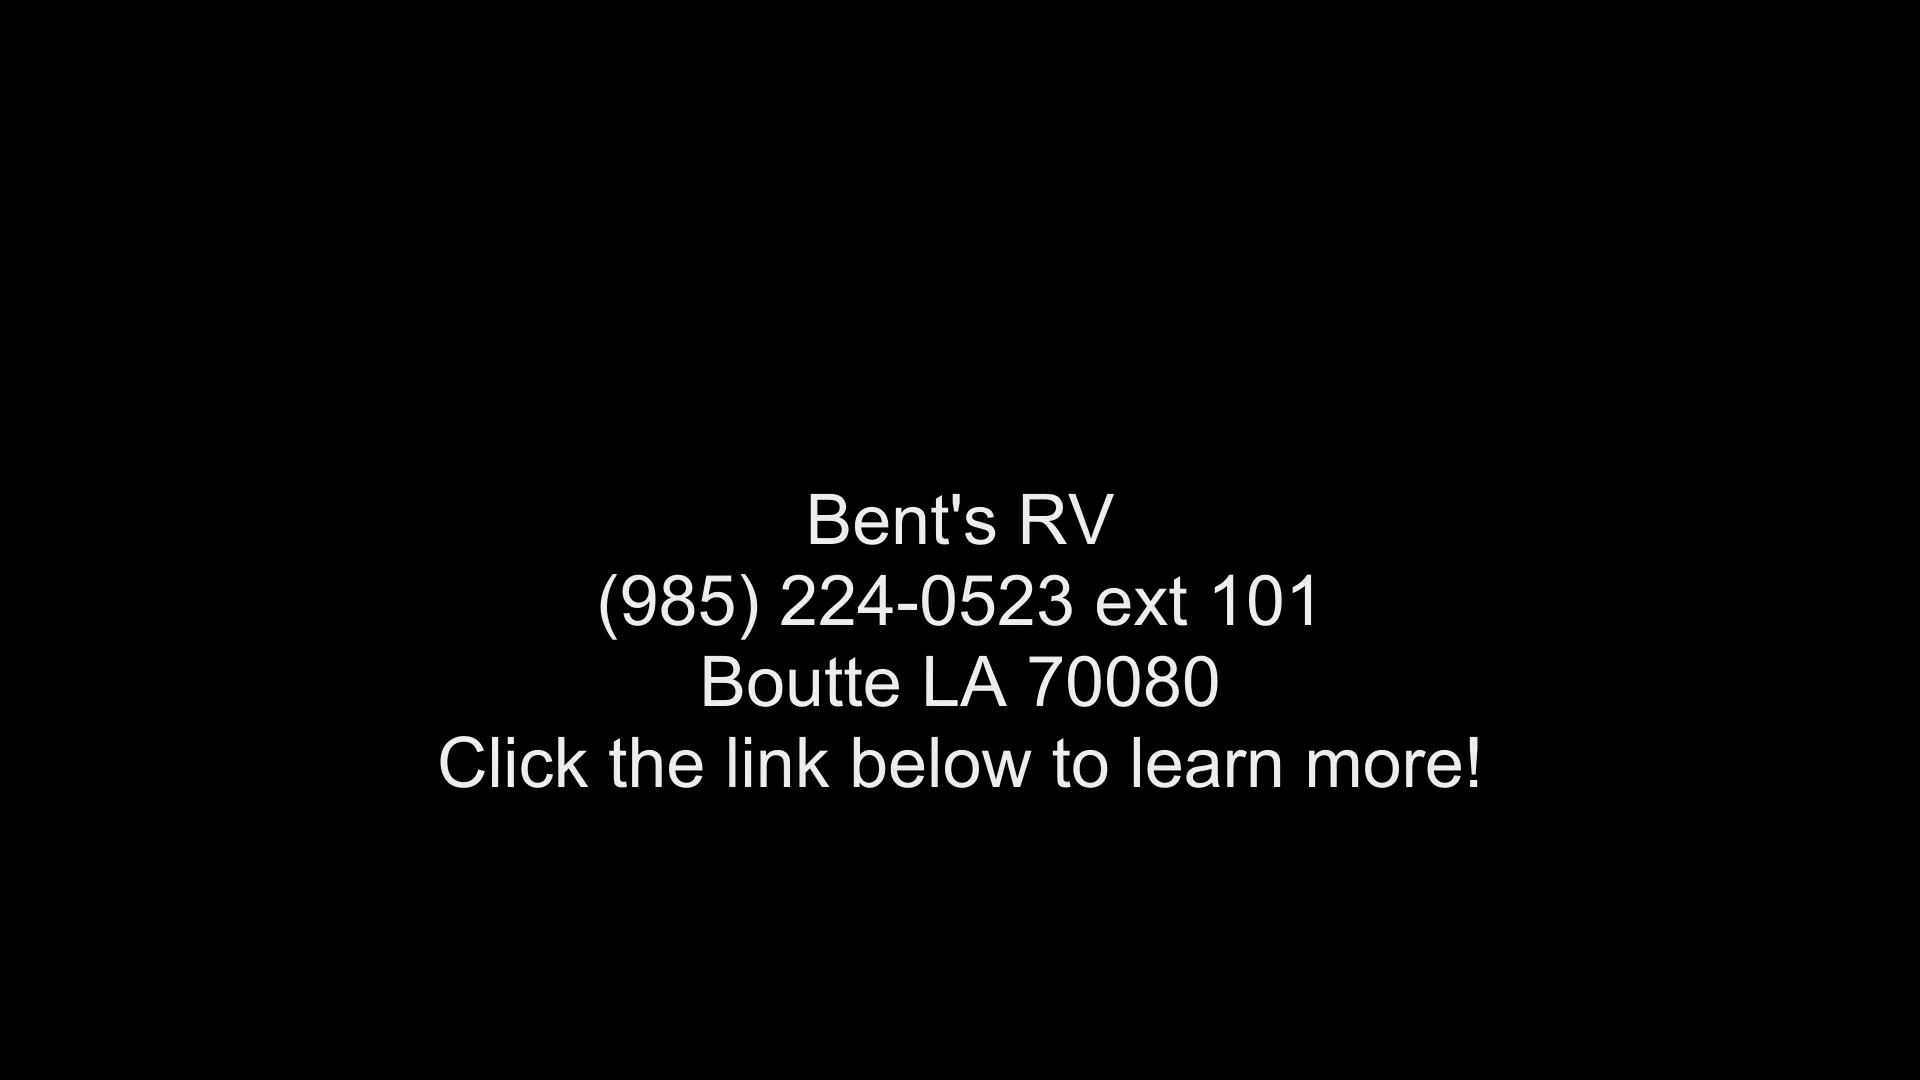 Bent's RV
(985) 224-0523 ext 101
Boutte LA 70080
Click the link below to learn more!